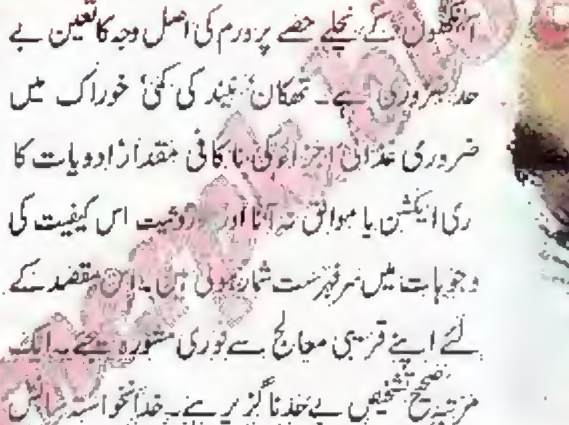 آنکھوں کے نچلے حصے پر ورم کی اصل وجہ کا تعین بے
حد ضروری ہے۔ تھکان، نیند کی کمی، خوراک میں
ضروری غذائی اجزاء کی ناکافی مقدار، ادویات کا
ری ایکشن یا موافق نہ آنا اور اس کیفیت کی
وجوہات میں سرفہرست شمار ہوتی ہیں۔ اس مقصد کے
لئے اپنے قریبی معالج سے فوری مشورہ کیجئے۔ ایک
مرتبہ صحیح تشخیص بے حد ناگزیر ہے۔ خدانخواستہ سانس